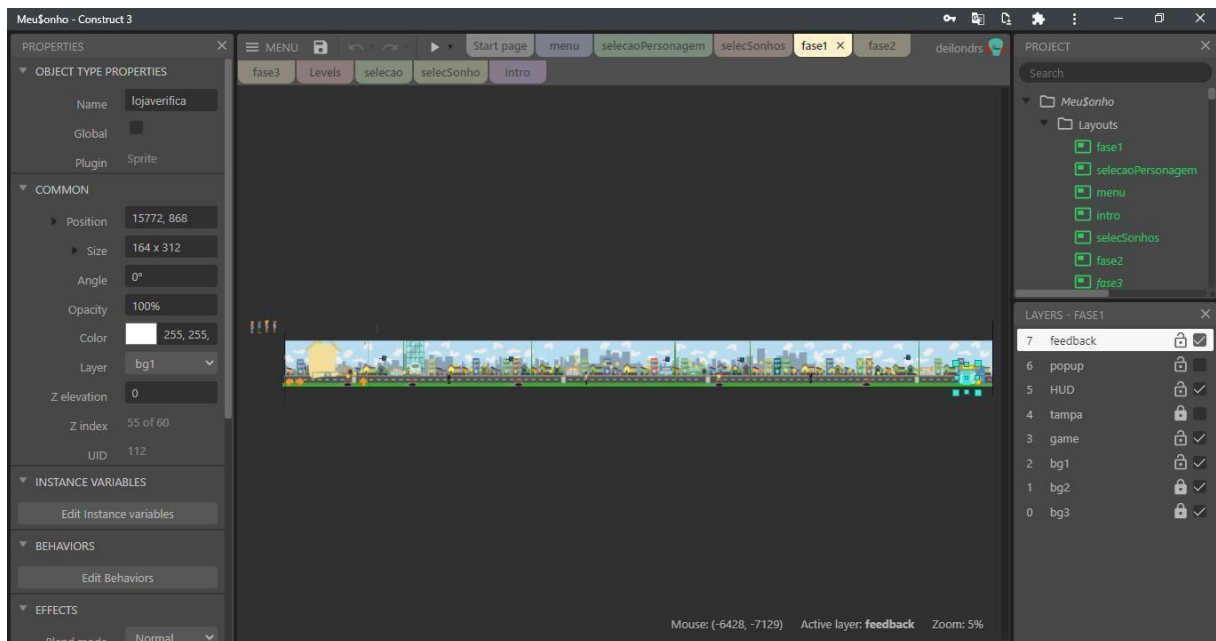 Meu$onho - Construct 3
PROPERTIES
OBJECT TYPE PROPERTIES
Name lojaverifica
Global
Plugin Sprite
COMMON
Position 15772, 868
Size 164 x 312
Angle 0°
Opacity 100%
Color 255, 255,
Layer bg1
Z elevation 0
Z index 55 of 60
UID 112
INSTANCE VARIABLES
Edit Instance variables
BEHAVIORS
Edit Behaviors
EFFECTS
Blend mode Normal
MENU
Start page menu selecaoPersonagem selecSonhos fase1 fase2 deilondrs
fase3 Levels selecao selecSonho intro
Mouse: (-6428, -7129) Active layer: feedback Zoom: 5%
PROJECT
Search
Meu$onho
Layouts
fase1
selecaoPersonagem
menu
intro
selecSonhos
fase2
fase3
LAYERS - FASE1
7 feedback
6 popup
5 HUD
4 tampa
3 game
2 bg1
1 bg2
0 bg3